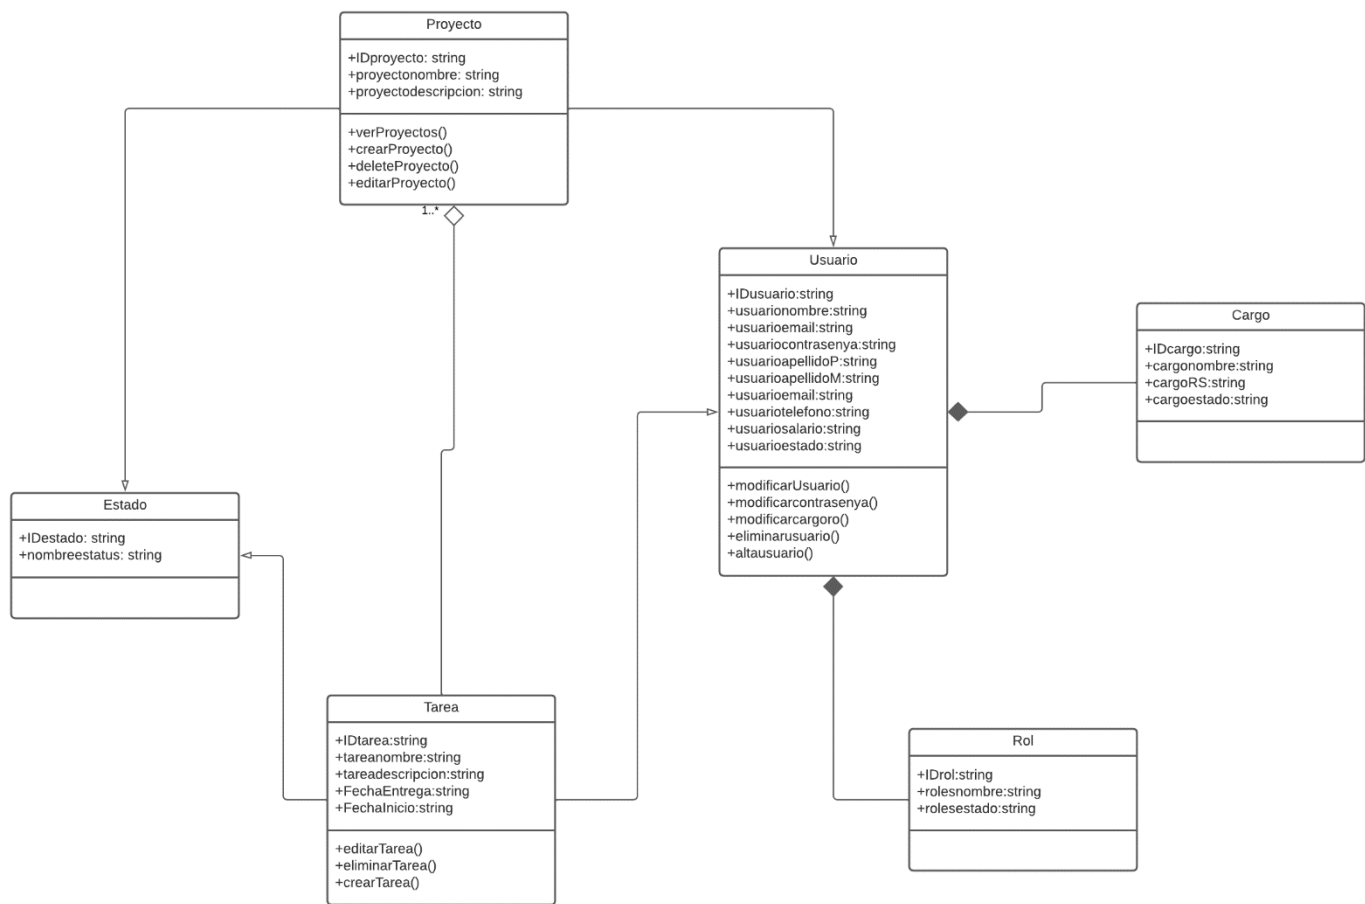 Proyecto
+IDproyecto: string
+proyectonombre: string
+proyectodescripcion: string
+verProyectos()
+crearProyecto()
+deleteProyecto()
+editarProyecto()
1..*
Usuario
+IDusuario:string
+usuarionombre:string
+usuarioemail:string
+usuariocontrasenya:string
+usuarioapellidoP:string
+usuarioapellidoM:string
+usuarioemail:string
+usuariotelefono:string
+usuariosalario:string
+usuarioestado:string
+modificarUsuario()
+modificarcontrasenya()
+modificarcargoro()
+eliminarusuario()
+altausuario()
Cargo
+IDcargo:string
+cargonombre:string
+cargoRS:string
+cargoestado:string
Estado
+IDestado: string
+nombreestatus: string
Tarea
+IDtarea:string
+tareanombre:string
+tareadescripcion:string
+FechaEntrega:string
+FechaInicio:string
+editarTarea()
+eliminarTarea()
+crearTarea()
Rol
+IDrol:string
+rolesnombre:string
+rolesestado:string